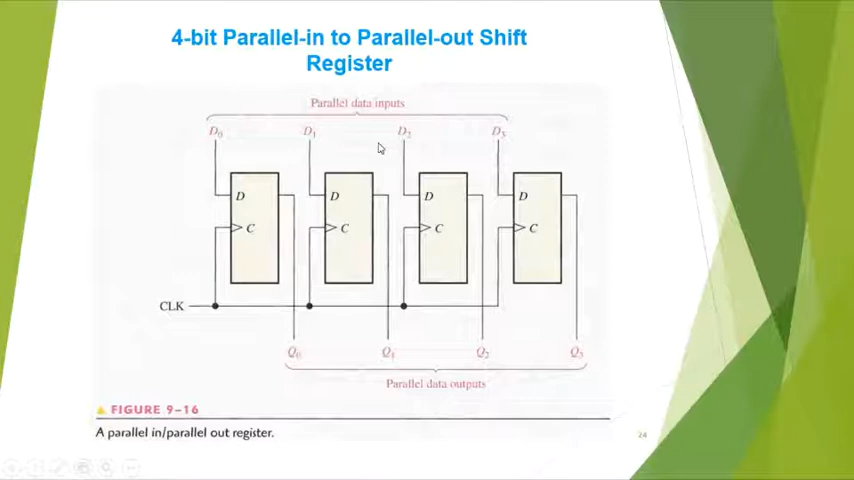 4-bit Parallel-in to Parallel-out Shift
Register
Parallel data inputs
D0 D1 D2 D3
D D D D
C C C C
CLK
Q0 Q1 Q2 Q3
Parallel data outputs
FIGURE 9–16
A parallel in/parallel out register.
24